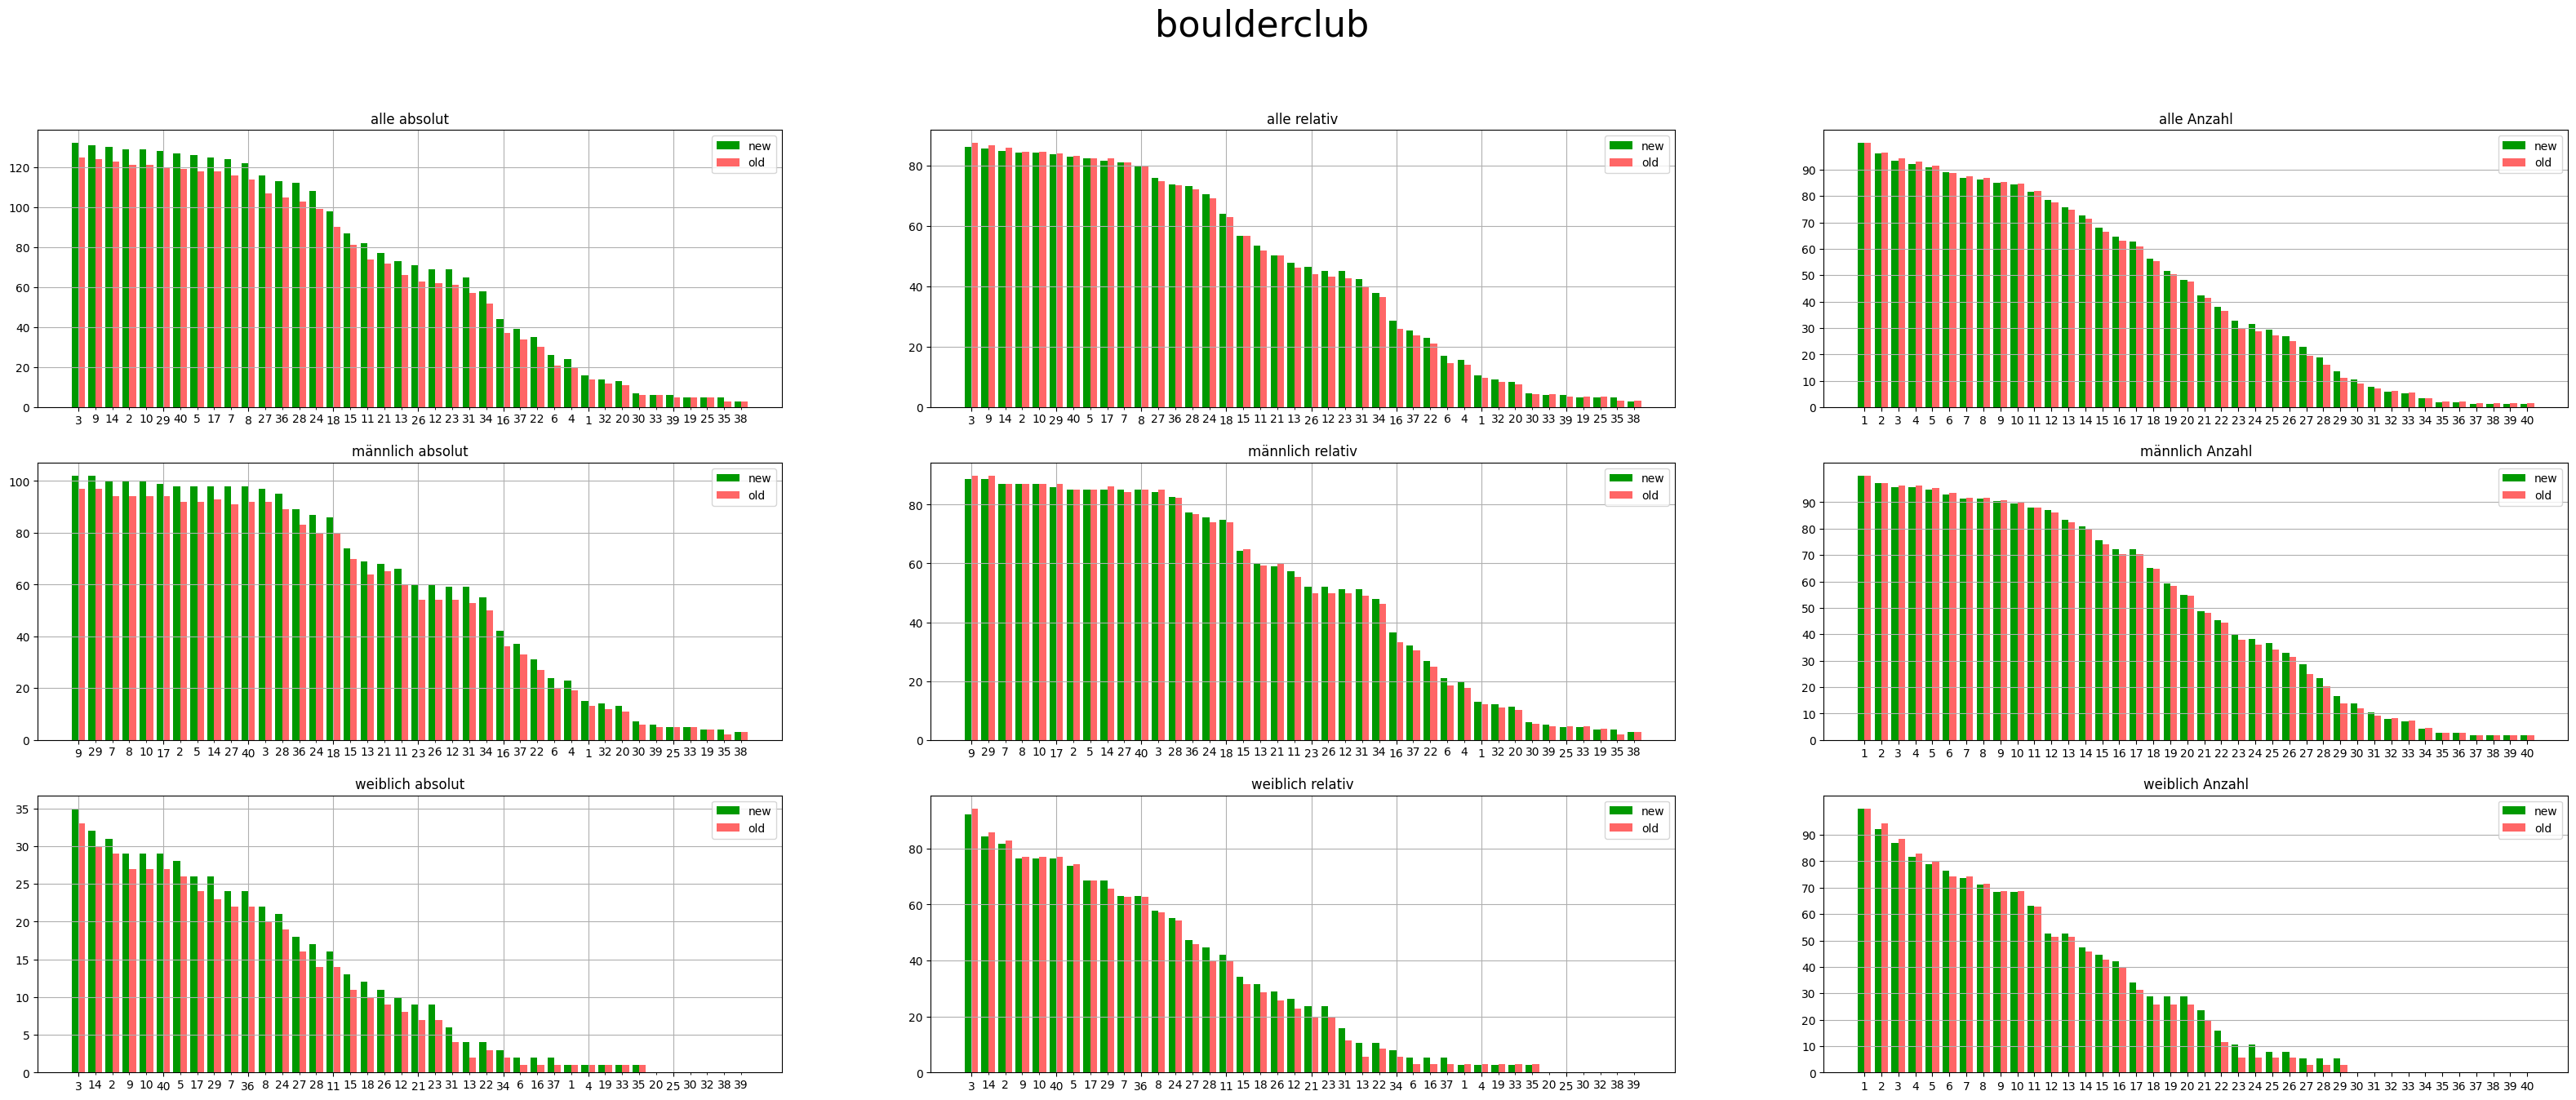 boulderclub
alle absolut
new
old
0 20 40 60 80 100 120
3 9 14 2 10 29 40 5 17 7 8 27 36 28 24 18 15 11 21 13 26 12 23 31 34 16 37 22 6 4 1 32 20 30 33 39 19 25 35 38
alle relativ
new
old
0 20 40 60 80
3 9 14 2 10 29 40 5 17 7 8 27 36 28 24 18 15 11 21 13 26 12 23 31 34 16 37 22 6 4 1 32 20 30 33 39 19 25 35 38
alle Anzahl
new
old
0 10 20 30 40 50 60 70 80 90
1 2 3 4 5 6 7 8 9 10 11 12 13 14 15 16 17 18 19 20 21 22 23 24 25 26 27 28 29 30 31 32 33 34 35 36 37 38 39 40
männlich absolut
new
old
0 20 40 60 80 100
9 29 7 8 10 17 2 5 14 27 40 3 28 36 24 18 15 13 21 11 23 26 12 31 34 16 37 22 6 4 1 32 20 30 39 25 33 19 35 38
männlich relativ
new
old
0 20 40 60 80
9 29 7 8 10 17 2 5 14 27 40 3 28 36 24 18 15 13 21 11 23 26 12 31 34 16 37 22 6 4 1 32 20 30 39 25 33 19 35 38
männlich Anzahl
new
old
0 10 20 30 40 50 60 70 80 90
1 2 3 4 5 6 7 8 9 10 11 12 13 14 15 16 17 18 19 20 21 22 23 24 25 26 27 28 29 30 31 32 33 34 35 36 37 38 39 40
weiblich absolut
new
old
0 5 10 15 20 25 30 35
3 14 2 9 10 40 5 17 29 7 36 8 24 27 28 11 15 18 26 12 21 23 31 13 22 34 6 16 37 1 4 19 33 35 20 25 30 32 38 39
weiblich relativ
new
old
0 20 40 60 80
3 14 2 9 10 40 5 17 29 7 36 8 24 27 28 11 15 18 26 12 21 23 31 13 22 34 6 16 37 1 4 19 33 35 20 25 30 32 38 39
weiblich Anzahl
new
old
0 10 20 30 40 50 60 70 80 90
1 2 3 4 5 6 7 8 9 10 11 12 13 14 15 16 17 18 19 20 21 22 23 24 25 26 27 28 29 30 31 32 33 34 35 36 37 38 39 40